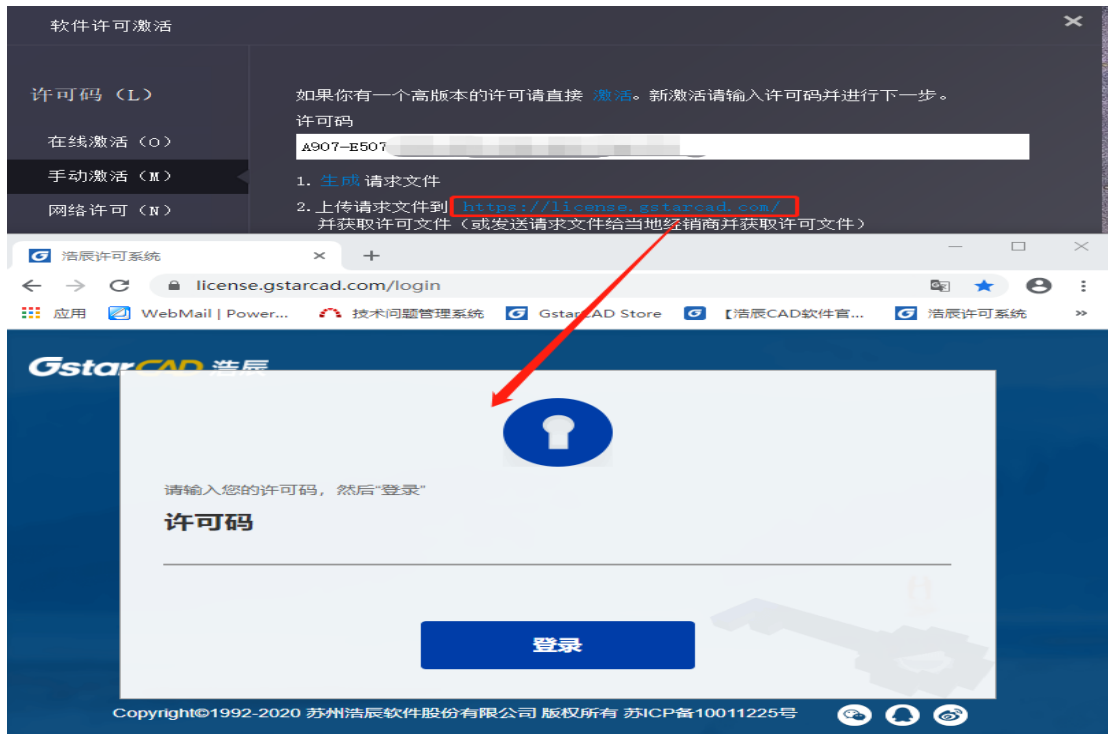 软件许可激活
许可码（L）
如果你有一个高版本的许可请直接 激活。新激活请输入许可码并进行下一步。
许可码
在线激活（O）
A907-E507
手动激活（M）
1. 生成 请求文件
网络许可（N）
2. 上传请求文件到 https://license.gstarcad.com/
并获取许可文件（或发送请求文件给当地经销商并获取许可文件）
浩辰许可系统
license.gstarcad.com/login
应用 WebMail | Power... 技术问题管理系统 GstarCAD Store 【浩辰CAD软件官... 浩辰许可系统 »
GstarCAD 浩辰
请输入您的许可码，然后“登录”
许可码
登录
Copyright©1992-2020 苏州浩辰软件股份有限公司 版权所有 苏ICP备10011225号